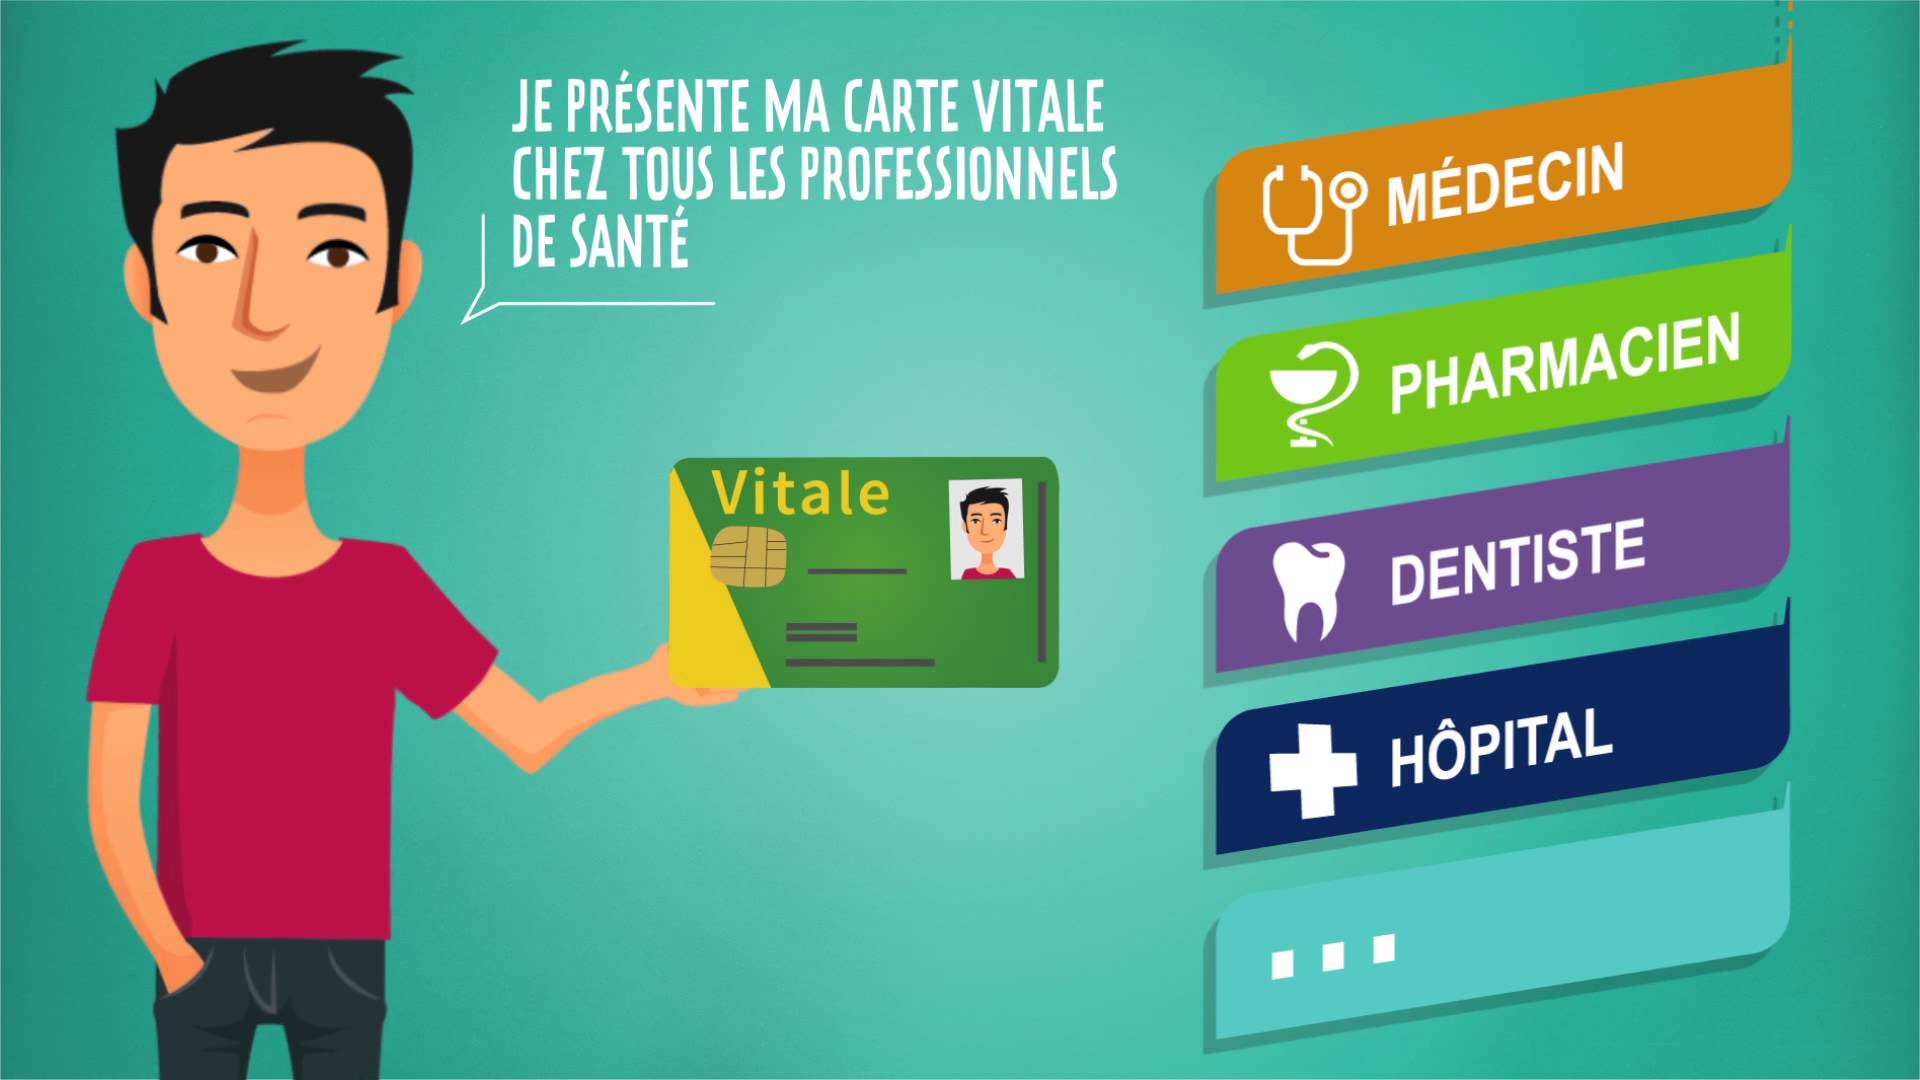 JE PRÉSENTE MA CARTE VITALE
CHEZ TOUS LES PROFESSIONNELS
DE SANTÉ
Vitale
MÉDECIN
PHARMACIEN
DENTISTE
HÔPITAL
...